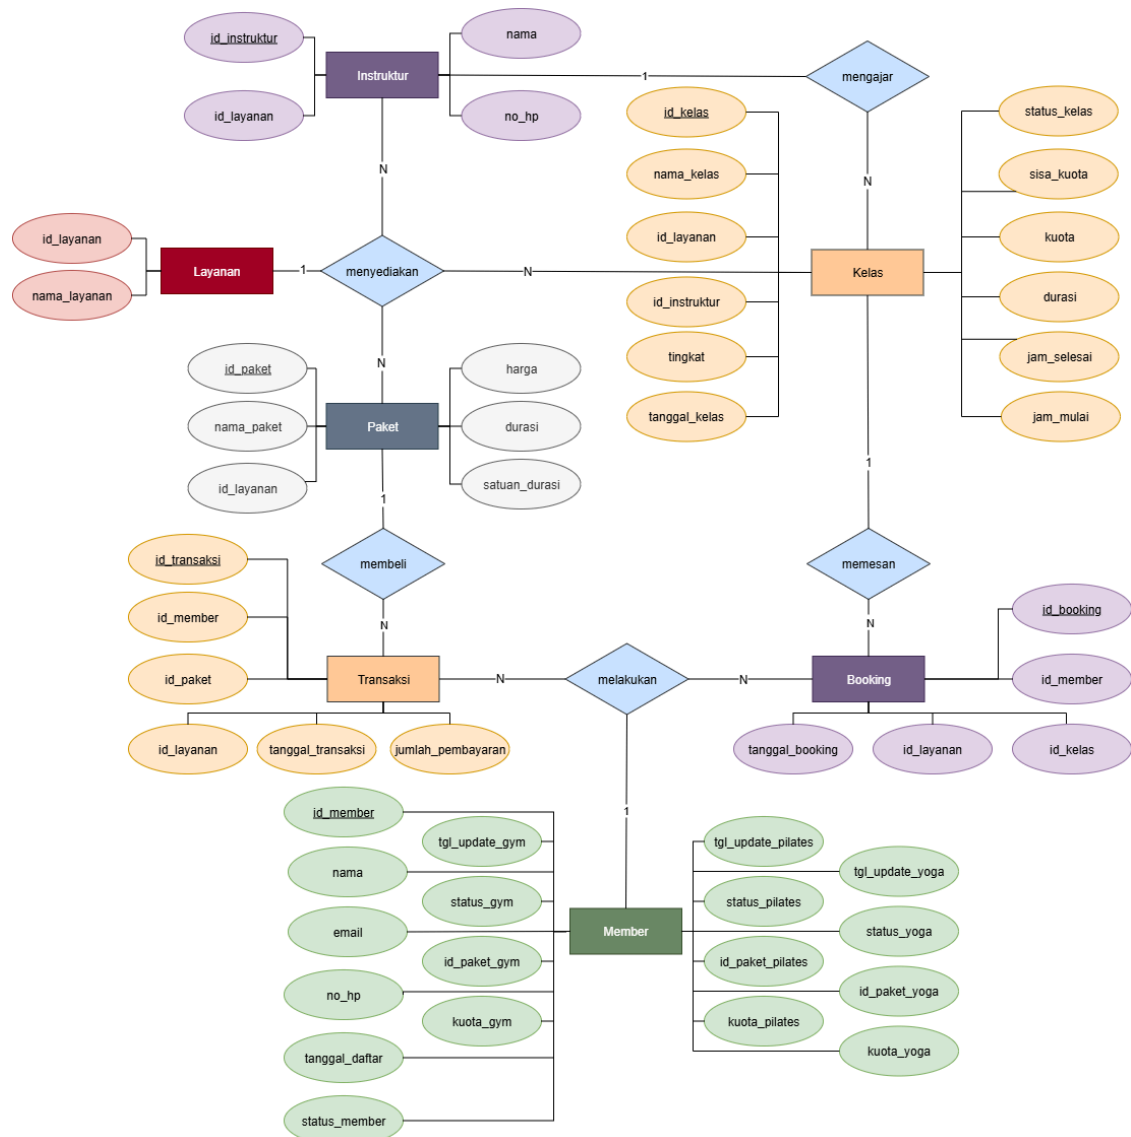 id_instruktur
nama
Instruktur
1
mengajar
id_layanan
no_hp
id_kelas
status_kelas
N
nama_kelas
sisa_kuota
N
id_layanan
id_layanan
kuota
Layanan
1
menyediakan
N
Kelas
nama_layanan
id_instruktur
durasi
N
id_paket
harga
tingkat
jam_selesai
nama_paket
Paket
durasi
tanggal_kelas
jam_mulai
id_layanan
satuan_durasi
1
1
id_transaksi
membeli
memesan
id_member
N
N
id_booking
id_paket
Transaksi
N
melakukan
N
Booking
id_member
id_layanan
tanggal_transaksi
jumlah_pembayaran
tanggal_booking
id_layanan
id_kelas
id_member
1
tgl_update_gym
tgl_update_pilates
nama
tgl_update_yoga
status_gym
status_pilates
email
Member
status_yoga
id_paket_gym
id_paket_pilates
no_hp
id_paket_yoga
kuota_gym
kuota_pilates
tanggal_daftar
kuota_yoga
status_member